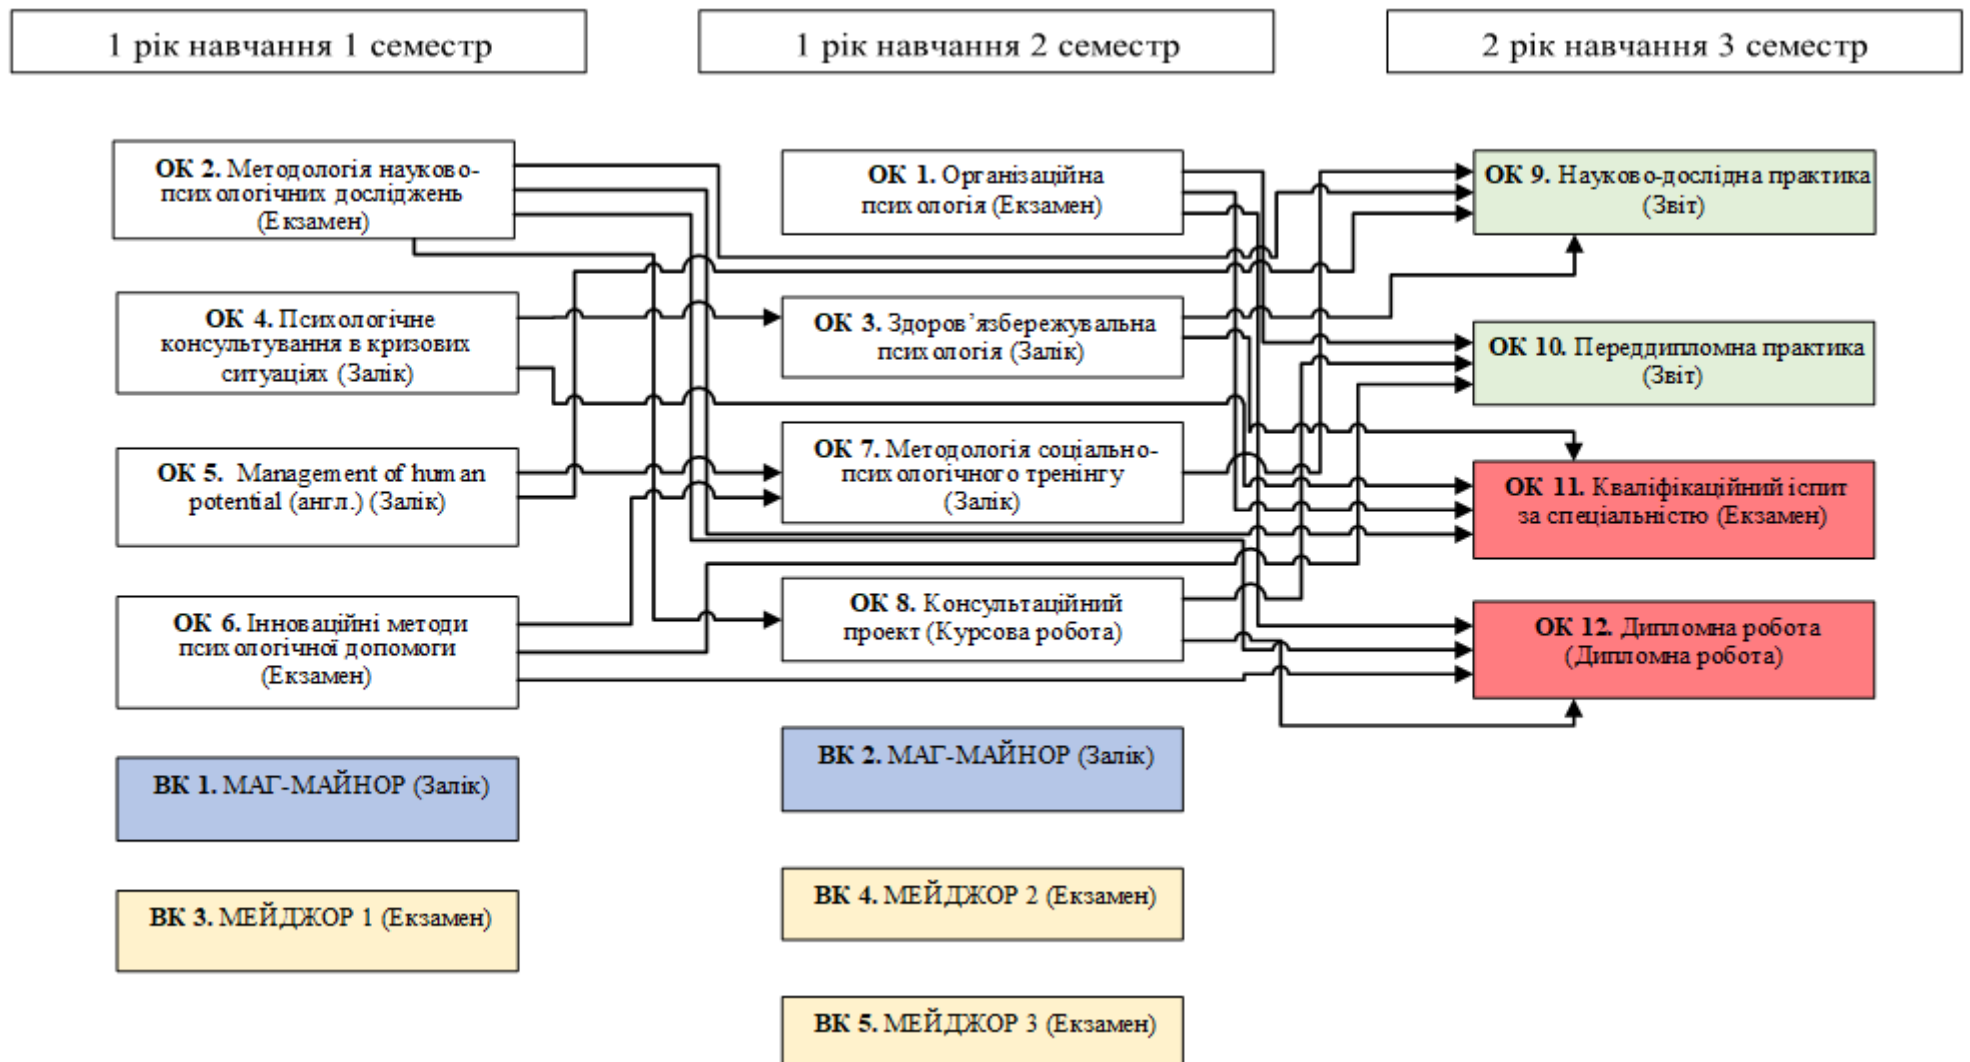 1 рік навчання 1 семестр
1 рік навчання 2 семестр
2 рік навчання 3 семестр
ОК 2. Методологія науково-
психологічних досліджень
(Екзамен)
ОК 4. Психологічне
консультування в кризових
ситуаціях (Залік)
ОК 5. Management of human
potential (англ.) (Залік)
ОК 6. Інноваційні методи
психологічної допомоги
(Екзамен)
ВК 1. МАГ-МАЙНОР (Залік)
ВК 3. МЕЙДЖОР 1 (Екзамен)
ОК 1. Організаційна
психологія (Екзамен)
ОК 3. Здоров’язбережувальна
психологія (Залік)
ОК 7. Методологія соціально-
психологічного тренінгу
(Залік)
ОК 8. Консультаційний
проект (Курсова робота)
ВК 2. МАГ-МАЙНОР (Залік)
ВК 4. МЕЙДЖОР 2 (Екзамен)
ВК 5. МЕЙДЖОР 3 (Екзамен)
ОК 9. Науково-дослідна практика
(Звіт)
ОК 10. Переддипломна практика
(Звіт)
ОК 11. Кваліфікаційний іспит
за спеціальністю (Екзамен)
ОК 12. Дипломна робота
(Дипломна робота)